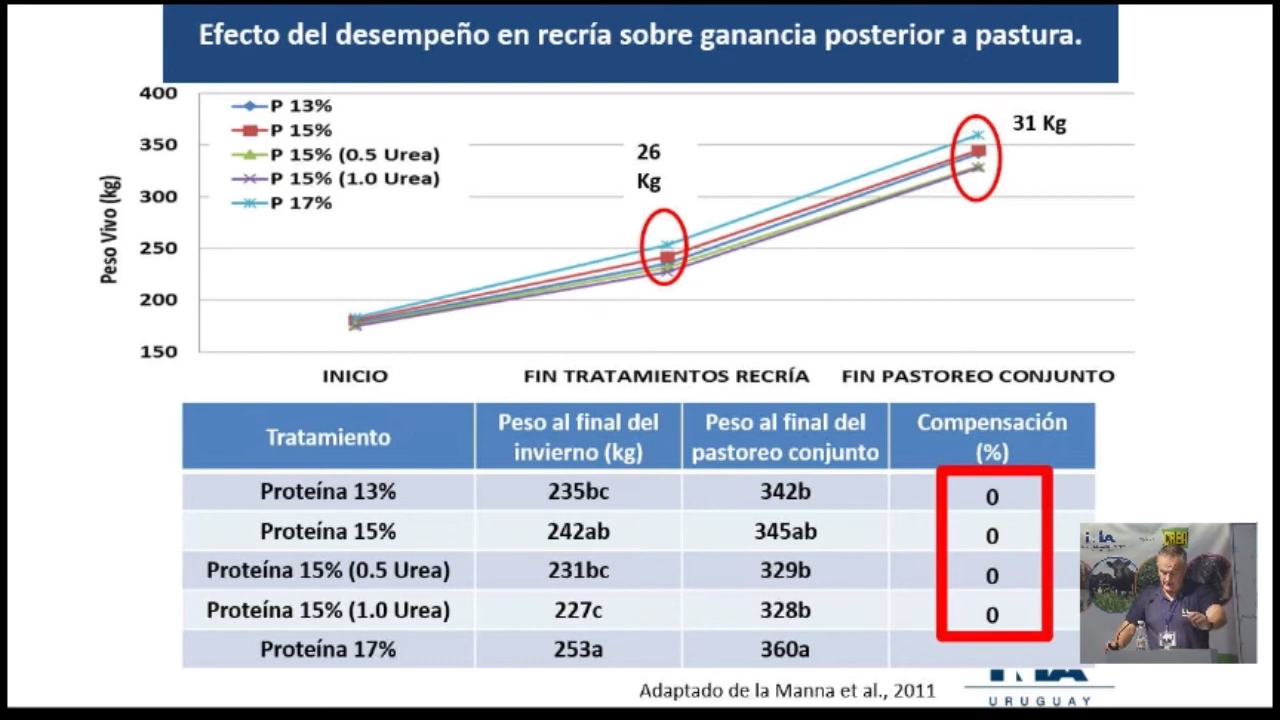 Efecto del desempeño en recría sobre ganancia posterior a pastura.
400
350
300
250
200
150
Peso Vivo (kg)
P 13%
P 15%
P 15% (0.5 Urea)
P 15% (1.0 Urea)
P 17%
26
Kg
31 Kg
INICIO FIN TRATAMIENTOS RECRÍA FIN PASTOREO CONJUNTO
Tratamiento Peso al final del invierno (kg) Peso al final del pastoreo conjunto Compensación (%)
Proteína 13% 235bc 342b 0
Proteína 15% 242ab 345ab 0
Proteína 15% (0.5 Urea) 231bc 329b 0
Proteína 15% (1.0 Urea) 227c 328b 0
Proteína 17% 253a 360a
Adaptado de la Manna et al., 2011
URUGUAY
CREA